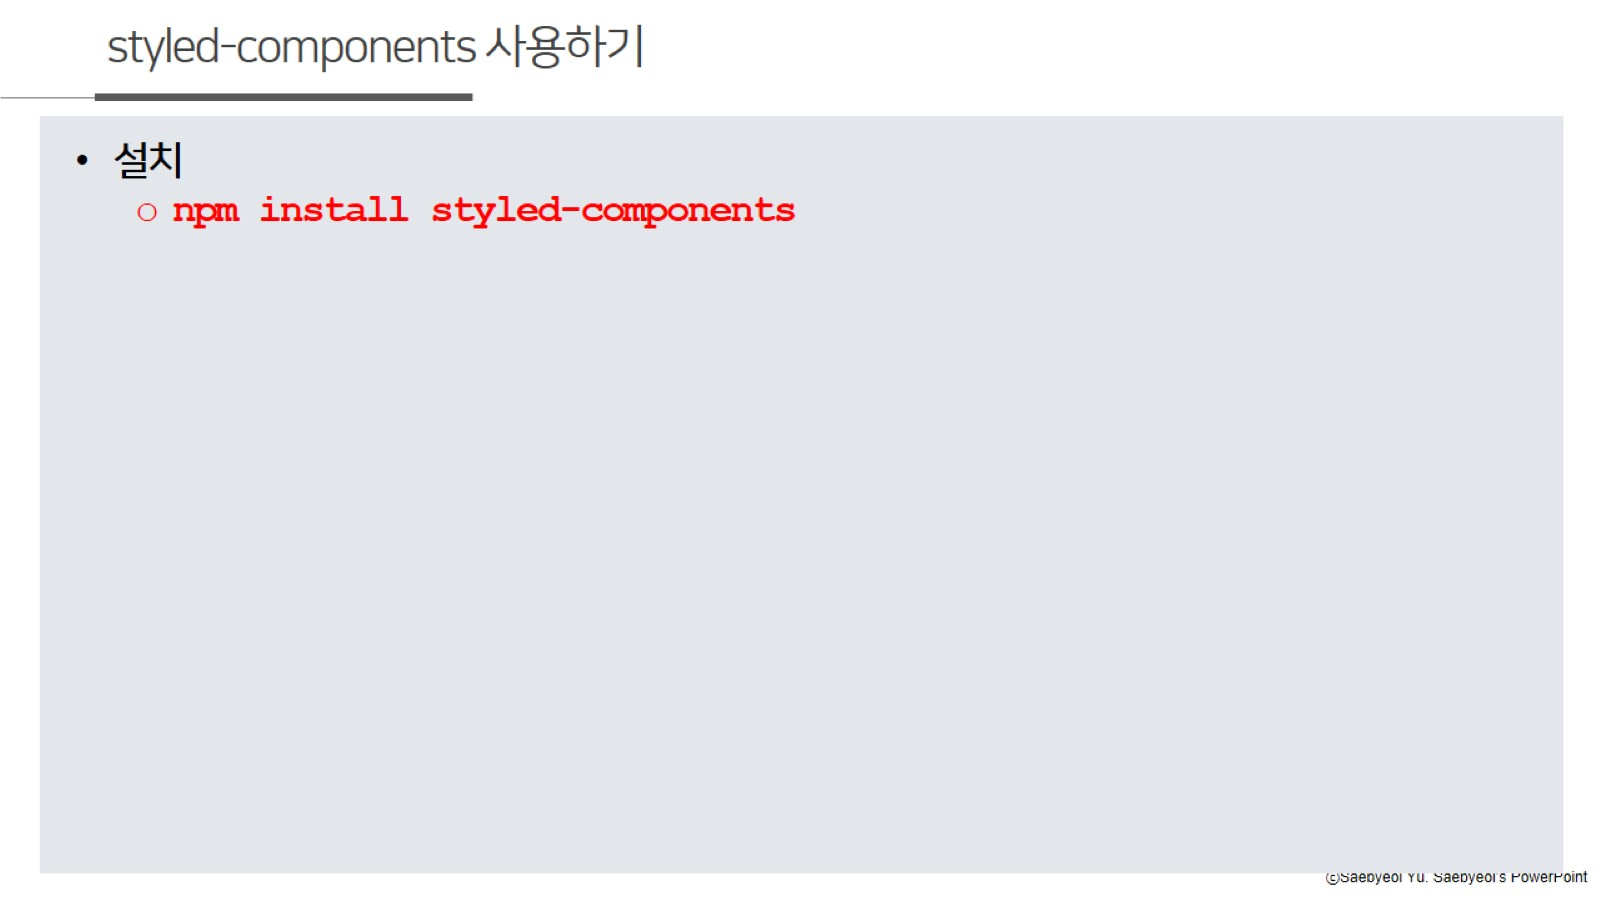 styled-components 사용하기
• 설치
○ npm install styled-components
ⓒSaebyeol Yu. Saebyeol's PowerPoint